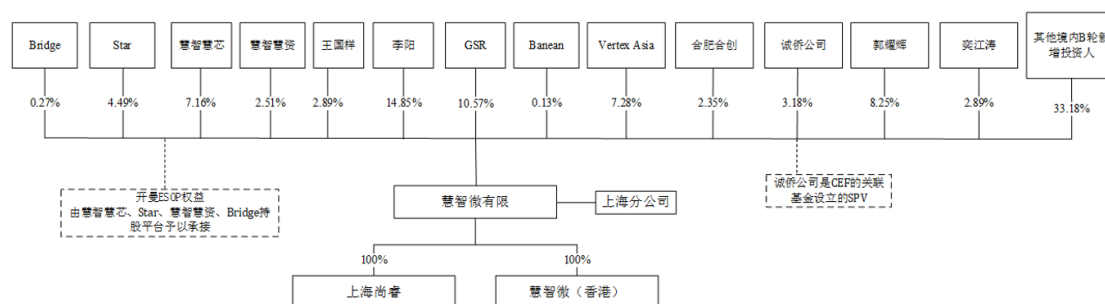 Bridge
Star
慧智慧芯
慧智慧资
王国样
李阳
GSR
Banean
Vertex Asia
合肥合创
诚侨公司
郭耀辉
奕江涛
其他境内B轮新
增投资人
0.27%
4.49%
7.16%
2.51%
2.89%
14.85%
10.57%
0.13%
7.28%
2.35%
3.18%
8.25%
2.89%
33.18%
开曼ESOP权益
由慧智慧芯、Star、慧智慧资、Bridge持
股平台予以承接
慧智微有限
上海分公司
诚侨公司是CEF的关联
基金设立的SPV
100%
100%
上海尚睿
慧智微（香港）